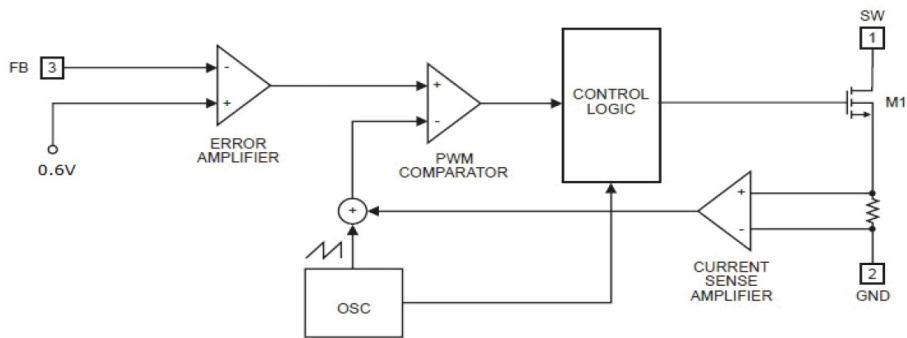 SW
1
FB
3
-
+
0.6V
ERROR
AMPLIFIER
+
-
PWM
COMPARATOR
CONTROL
LOGIC
M1
+
OSC
+
-
CURRENT
SENSE
AMPLIFIER
2
GND